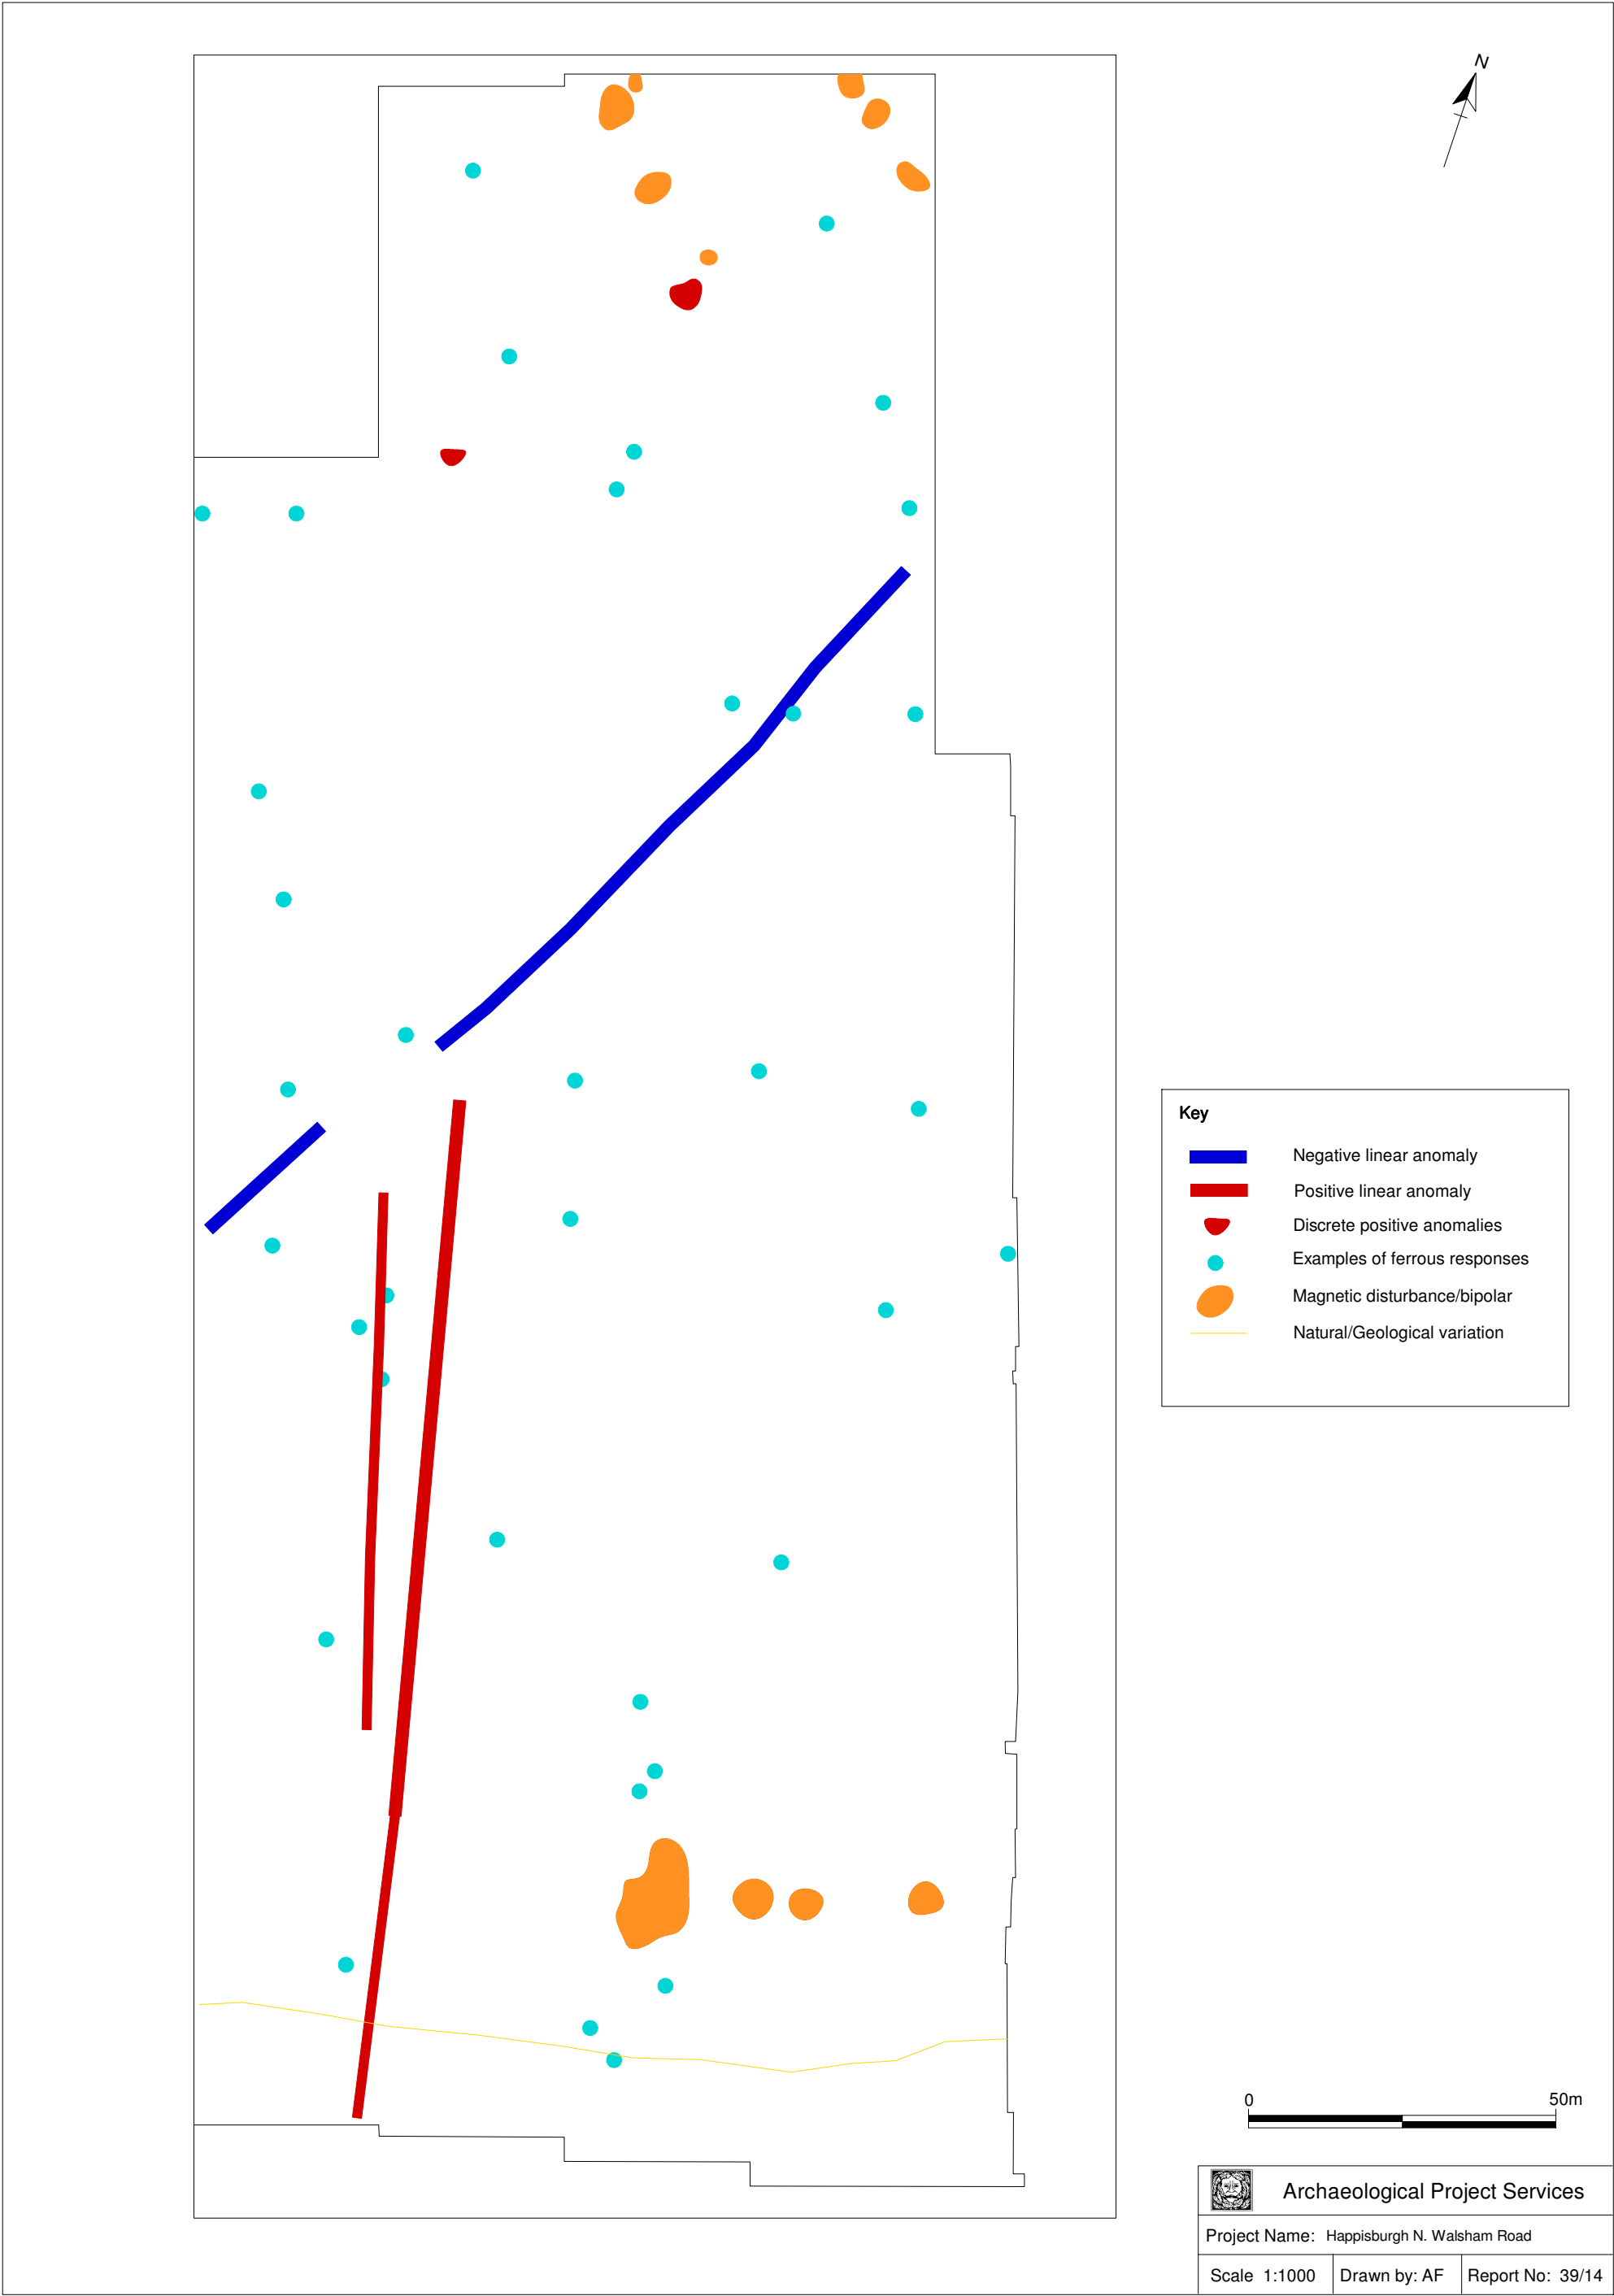 N
Key
Negative linear anomaly
Positive linear anomaly
Discrete positive anomalies
Examples of ferrous responses
Magnetic disturbance/bipolar
Natural/Geological variation
0 50m
Archaeological Project Services
Project Name: Happisburgh N. Walsham Road
Scale 1:1000 Drawn by: AF Report No: 39/14